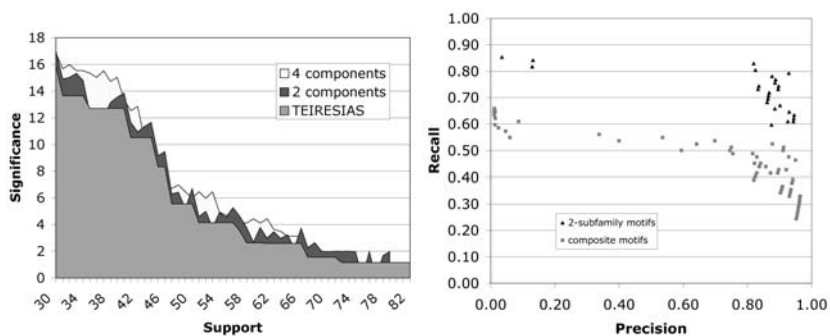 18
16
14
12
10
8
6
4
2
0
Significance
4 components
2 components
TEIRESIAS
30 34 38 42 46 50 54 58 62 66 70 74 78 82
Support
1.00
0.90
0.80
0.70
0.60
0.50
0.40
0.30
0.20
0.10
0.00
Recall
2-subfamily motifs
composite motifs
0.00 0.20 0.40 0.60 0.80 1.00
Precision